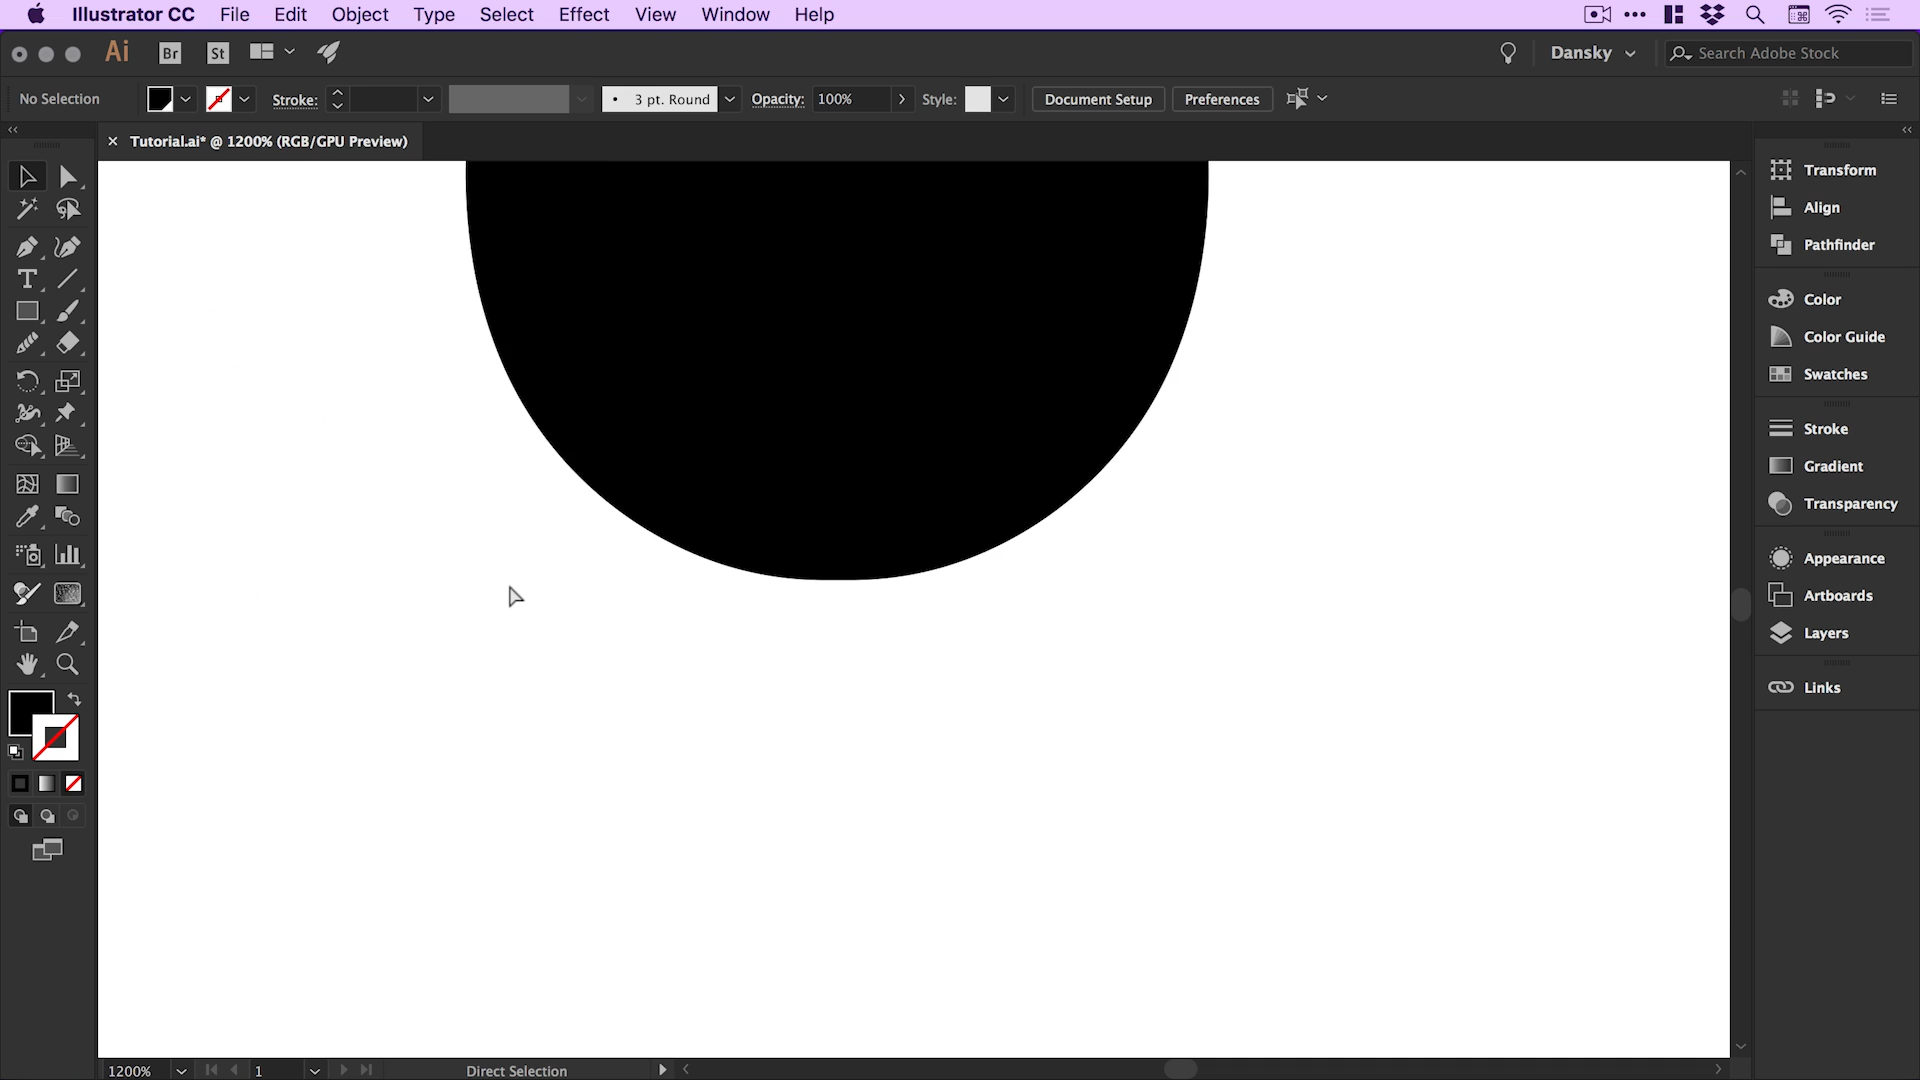 Illustrator CC File Edit Object Type Select Effect View Window Help
Ai Br St Dansky Search Adobe Stock
No Selection Stroke: 3 pt. Round Opacity: 100% Style: Document Setup Preferences
Tutorial.ai* @ 1200% (RGB/GPU Preview)
Transform
Align
Pathfinder
Color
Color Guide
Swatches
Stroke
Gradient
Transparency
Appearance
Artboards
Layers
Links
1200% 1 Direct Selection